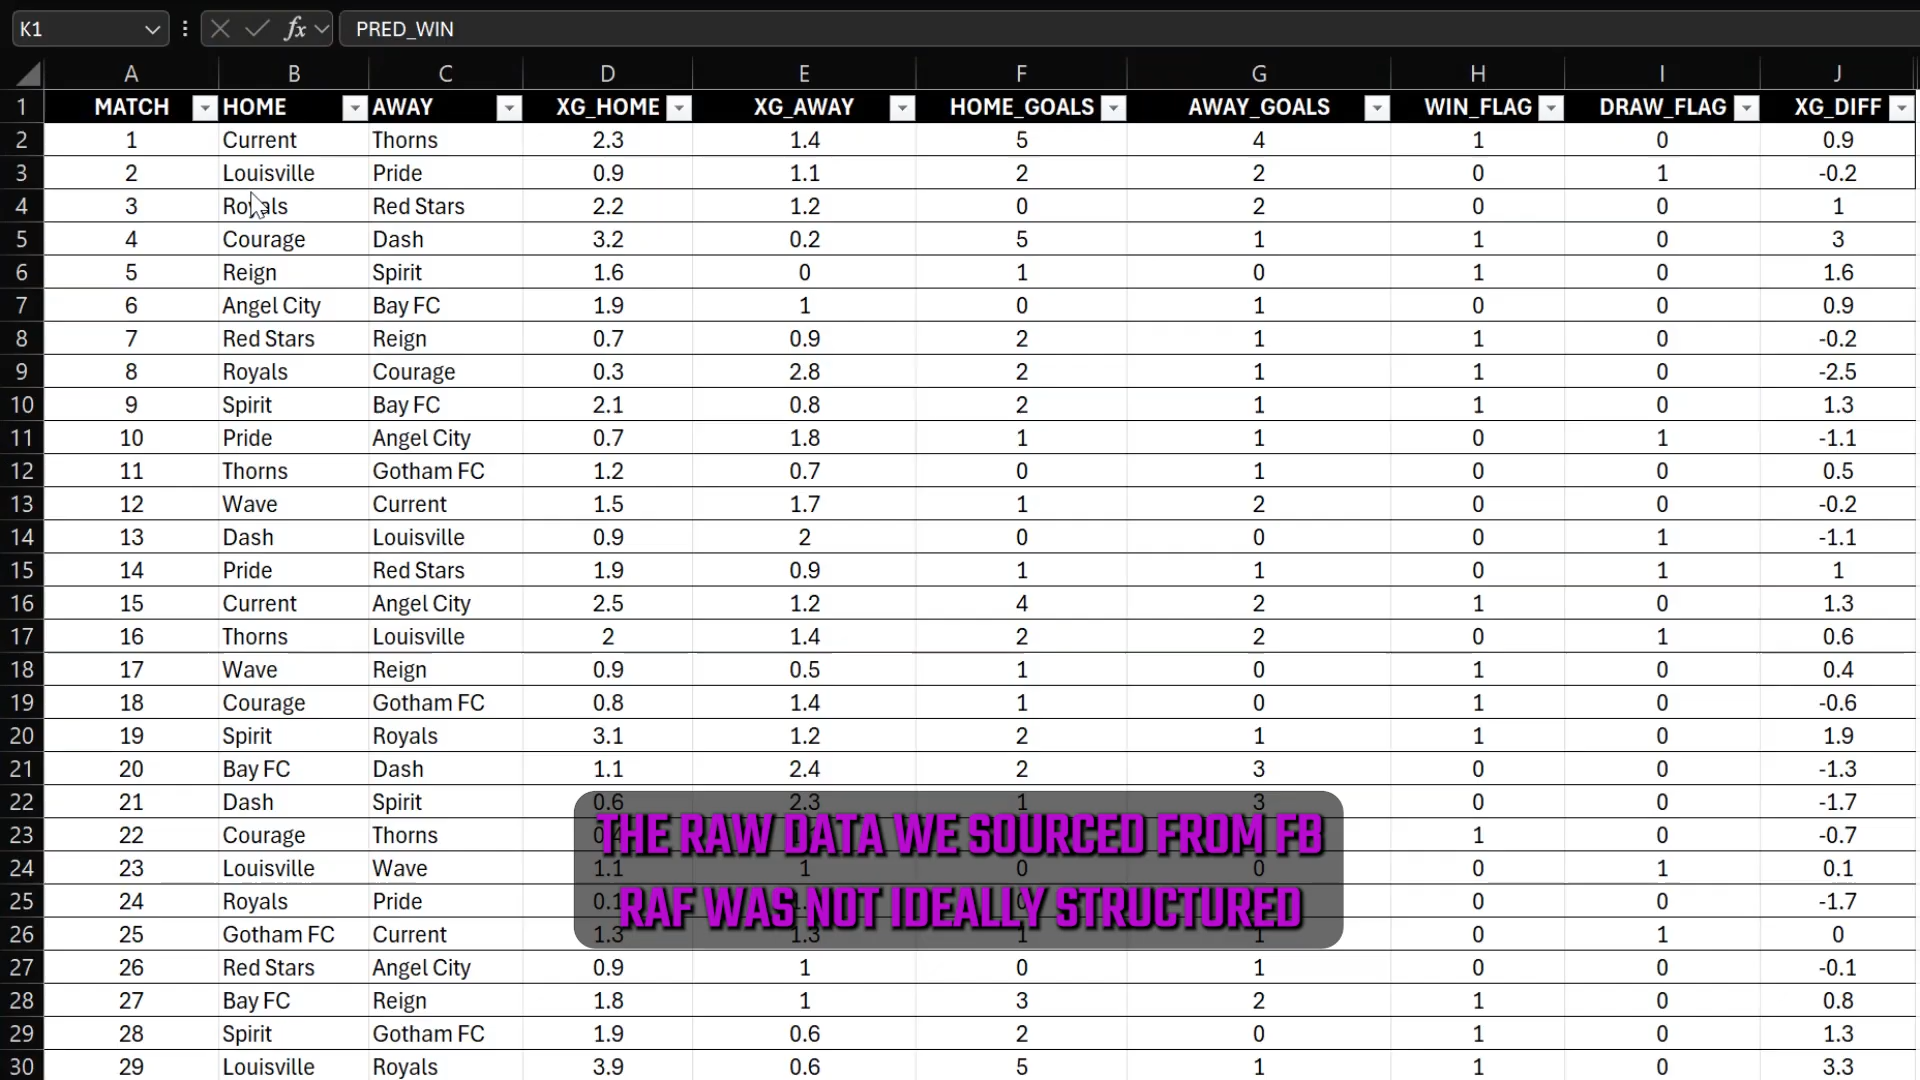 K1 fx PRED_WIN
A B C D E F G H I J
1 MATCH HOME AWAY XG_HOME XG_AWAY HOME_GOALS AWAY_GOALS WIN_FLAG DRAW_FLAG XG_DIFF
2 1 Current Thorns 2.3 1.4 5 4 1 0 0.9
3 2 Louisville Pride 0.9 1.1 2 2 0 1 -0.2
4 3 Royals Red Stars 2.2 1.2 0 2 0 0 1
5 4 Courage Dash 3.2 0.2 5 1 1 0 3
6 5 Reign Spirit 1.6 0 1 0 1 0 1.6
7 6 Angel City Bay FC 1.9 1 0 1 0 0 0.9
8 7 Red Stars Reign 0.7 0.9 2 1 1 0 -0.2
9 8 Royals Courage 0.3 2.8 2 1 1 0 -2.5
10 9 Spirit Bay FC 2.1 0.8 2 1 1 0 1.3
11 10 Pride Angel City 0.7 1.8 1 1 0 1 -1.1
12 11 Thorns Gotham FC 1.2 0.7 0 1 0 0 0.5
13 12 Wave Current 1.5 1.7 1 2 0 0 -0.2
14 13 Dash Louisville 0.9 2 0 0 0 1 -1.1
15 14 Pride Red Stars 1.9 0.9 1 1 0 1 1
16 15 Current Angel City 2.5 1.2 4 2 1 0 1.3
17 16 Thorns Louisville 2 1.4 2 2 0 1 0.6
18 17 Wave Reign 0.9 0.5 1 0 1 0 0.4
19 18 Courage Gotham FC 0.8 1.4 1 0 1 0 -0.6
20 19 Spirit Royals 3.1 1.2 2 1 1 0 1.9
21 20 Bay FC Dash 1.1 2.4 2 3 0 0 -1.3
22 21 Dash Spirit 0.6 2.3 1 3 0 0 -1.7
23 22 Courage Thorns 1 0 -0.7
THE RAW DATA WE SOURCED FROM FB
24 23 Louisville Wave 1.1 1 0 0 0 1 0.1
25 24 Royals Pride 0 0 -1.7
RAF WAS NOT IDEALLY STRUCTURED
26 25 Gotham FC Current 1.3 1.3 1 1 0 1 0
27 26 Red Stars Angel City 0.9 1 0 1 0 0 -0.1
28 27 Bay FC Reign 1.8 1 3 2 1 0 0.8
29 28 Spirit Gotham FC 1.9 0.6 2 0 1 0 1.3
30 29 Louisville Royals 3.9 0.6 5 1 1 0 3.3